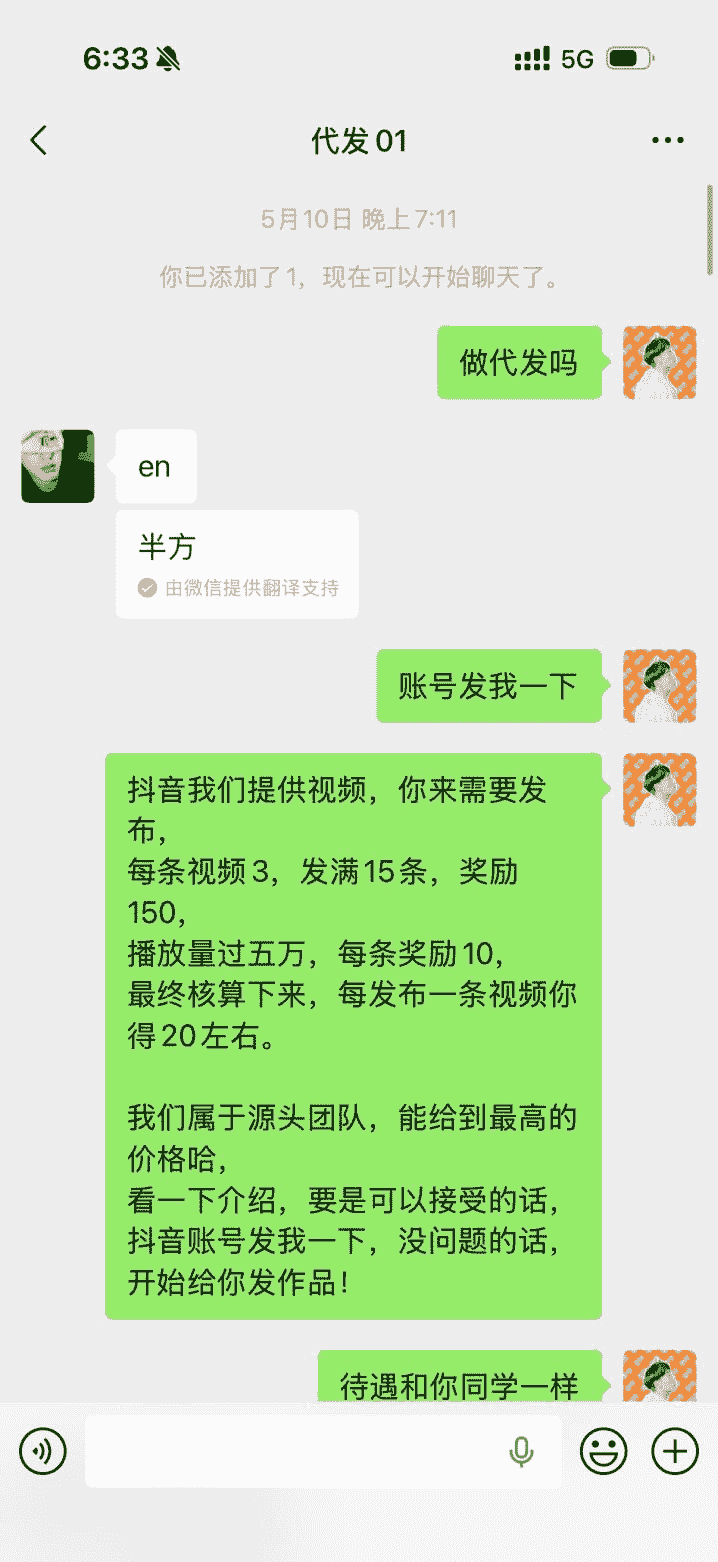 6:33
5G
代发01
5月10日 晚上7:11
你已添加了1，现在可以开始聊天了。
做代发吗
en
半方
由微信提供翻译支持
账号发我一下
抖音我们提供视频，你来需要发
布，
每条视频3，发满15条，奖励
150，
播放量过五万，每条奖励10，
最终核算下来，每发布一条视频你
得20左右。
我们属于源头团队，能给到最高的
价格哈，
看一下介绍，要是可以接受的话，
抖音账号发我一下，没问题的话，
开始给你发作品！
待遇和你同学一样